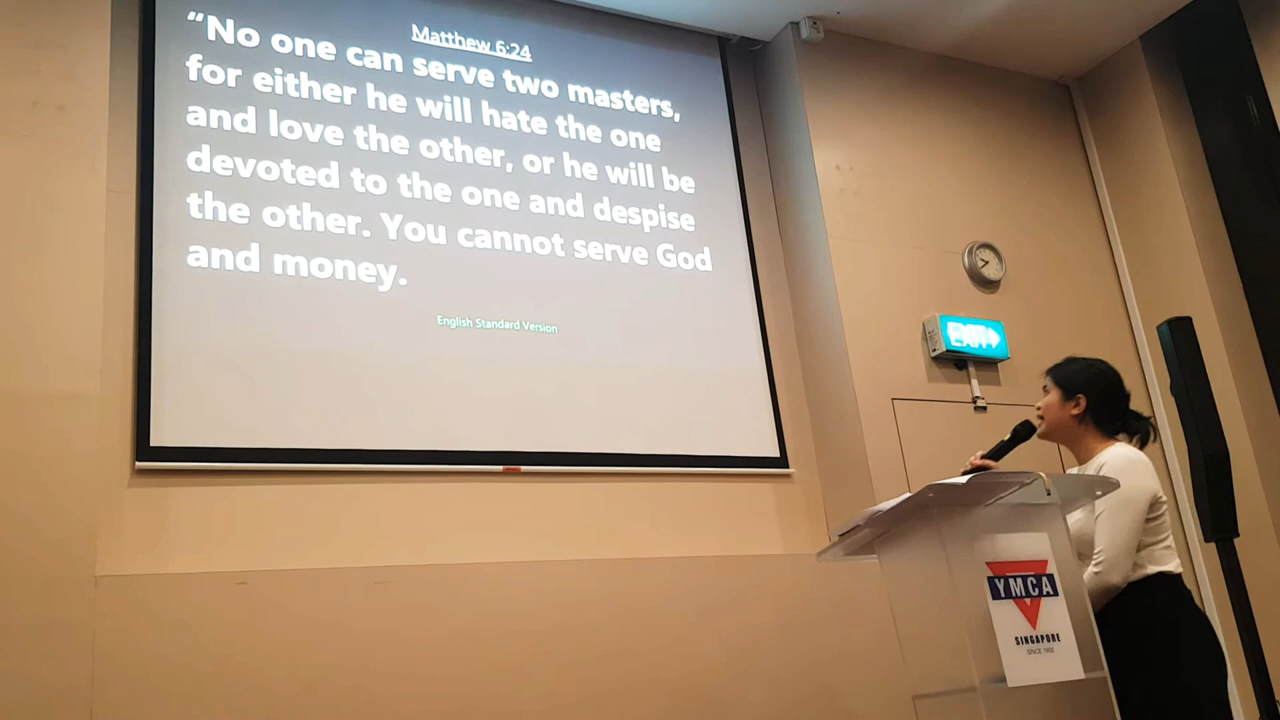 Matthew 6:24
“No one can serve two masters,
for either he will hate the one
and love the other, or he will be
devoted to the one and despise
the other. You cannot serve God
and money.
English Standard Version
EXIT
YMCA
SINGAPORE
SINCE 1902